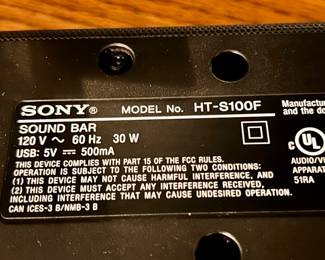 SONY® MODEL No. HT-S100F
SOUND BAR
120 V ~ 60 Hz 30 W
USB: 5V ⎓ 500mA
THIS DEVICE COMPLIES WITH PART 15 OF THE FCC RULES.
OPERATION IS SUBJECT TO THE FOLLOWING TWO CONDITIONS:
(1) THIS DEVICE MAY NOT CAUSE HARMFUL INTERFERENCE, AND
(2) THIS DEVICE MUST ACCEPT ANY INTERFERENCE RECEIVED,
INCLUDING INTERFERENCE THAT MAY CAUSE UNDESIRED OPERATION.
CAN ICES-3 B/NMB-3 B
Manufactur
and the do
C UL
AUDIO/V
APPARAT
51RA